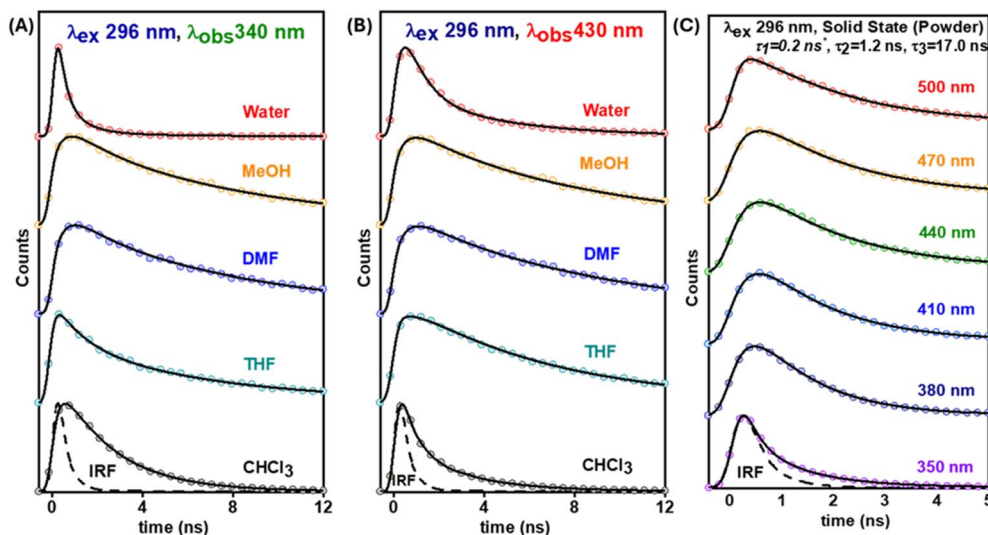 (A)
λex 296 nm, λobs340 nm
Water
MeOH
DMF
THF
CHCl3
IRF
Counts
0 4 8 12
time (ns)
(B)
λex 296 nm, λobs430 nm
Water
MeOH
DMF
THF
CHCl3
IRF
Counts
0 4 8 12
time (ns)
(C)
λex 296 nm, Solid State (Powder)
τ1=0.2 ns*, τ2=1.2 ns, τ3=17.0 ns
500 nm
470 nm
440 nm
410 nm
380 nm
350 nm
IRF
Counts
0 1 2 3 4 5
time (ns)